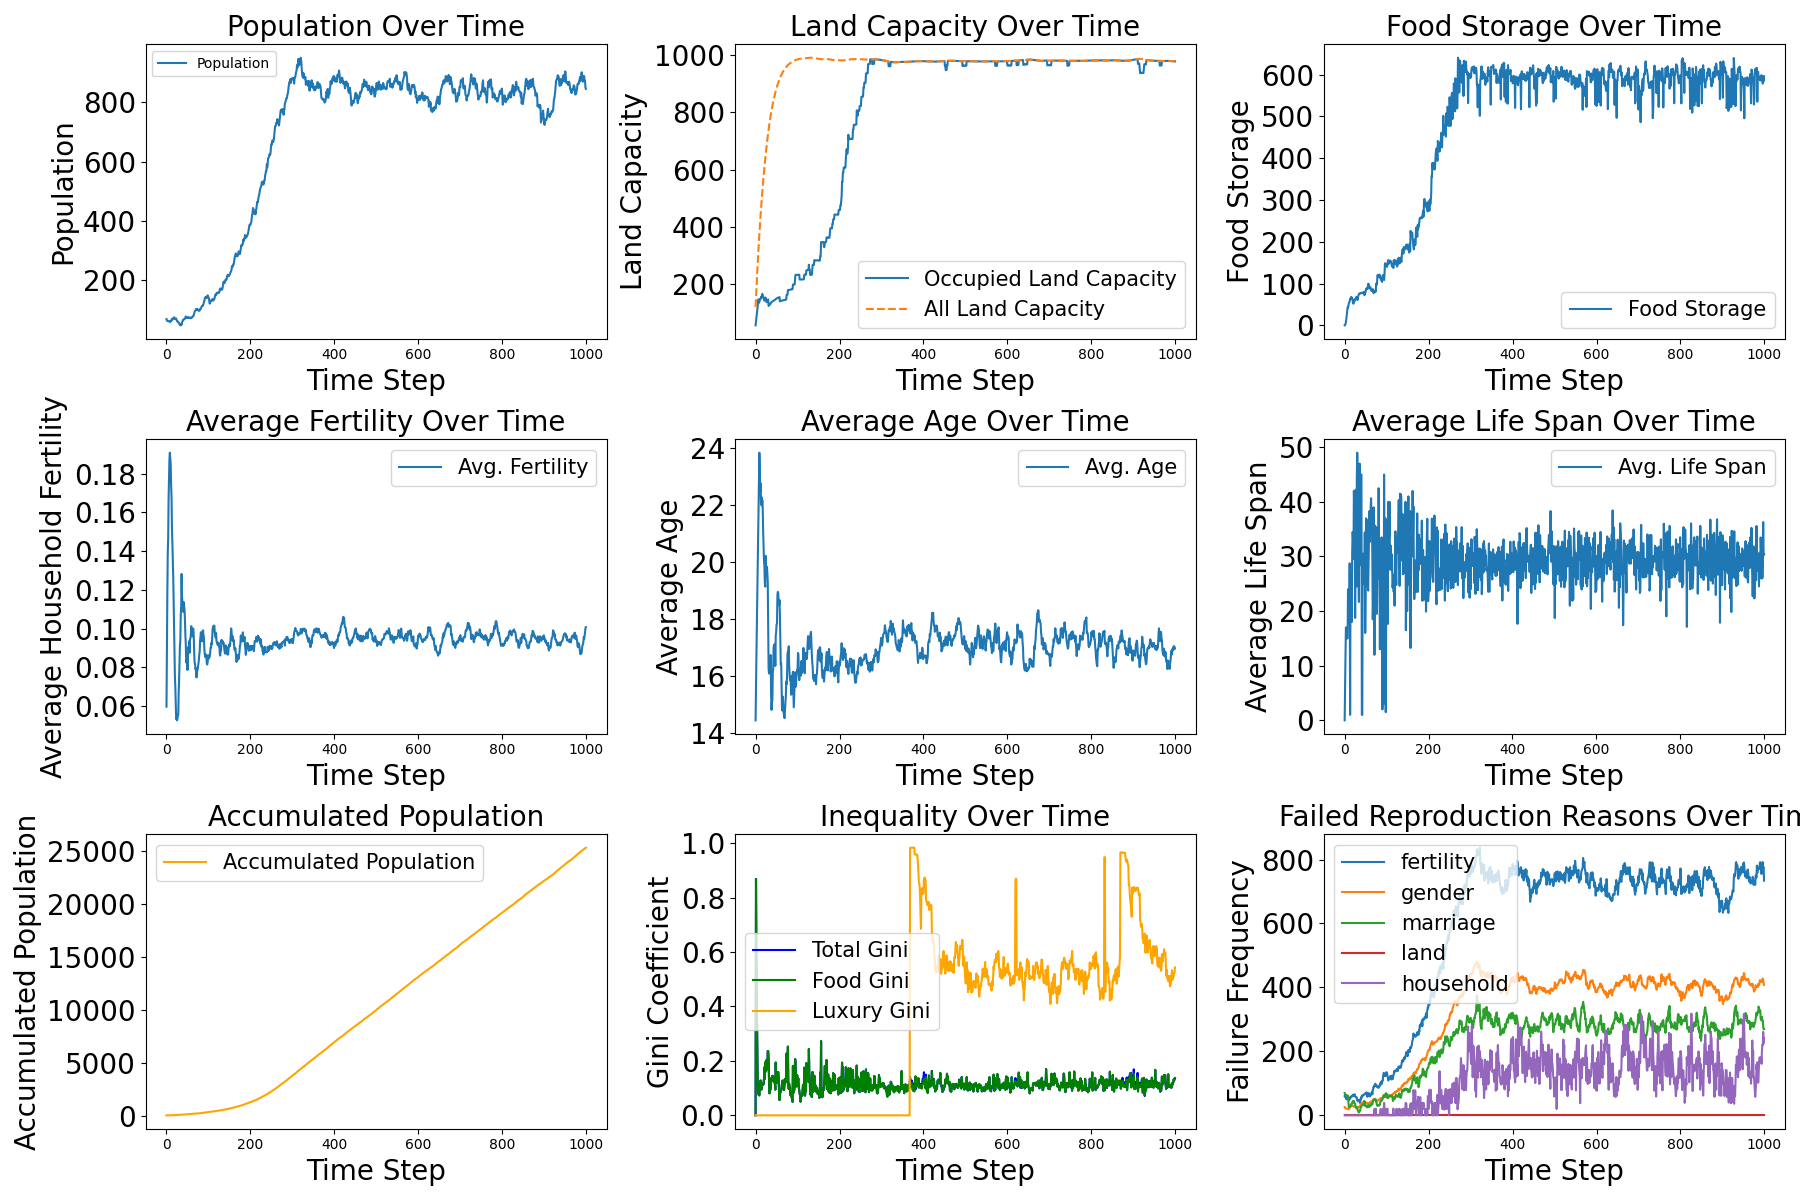 Population Over Time
Population
Population
800
600
400
200
0 200 400 600 800 1000
Time Step
Land Capacity Over Time
Land Capacity
1000
800
600
400
200
Occupied Land Capacity
All Land Capacity
0 200 400 600 800 1000
Time Step
Food Storage Over Time
Food Storage
600
500
400
300
200
100
0
Food Storage
0 200 400 600 800 1000
Time Step
Average Fertility Over Time
Average Household Fertility
Avg. Fertility
0.18
0.16
0.14
0.12
0.10
0.08
0.06
0 200 400 600 800 1000
Time Step
Average Age Over Time
Average Age
Avg. Age
24
22
20
18
16
14
0 200 400 600 800 1000
Time Step
Average Life Span Over Time
Average Life Span
Avg. Life Span
50
40
30
20
10
0
0 200 400 600 800 1000
Time Step
Accumulated Population
Accumulated Population
Accumulated Population
25000
20000
15000
10000
5000
0
0 200 400 600 800 1000
Time Step
Inequality Over Time
Gini Coefficient
1.0
0.8
0.6
0.4
0.2
0.0
Total Gini
Food Gini
Luxury Gini
0 200 400 600 800 1000
Time Step
Failed Reproduction Reasons Over Tim
Failure Frequency
800
600
400
200
0
fertility
gender
marriage
land
household
0 200 400 600 800 1000
Time Step